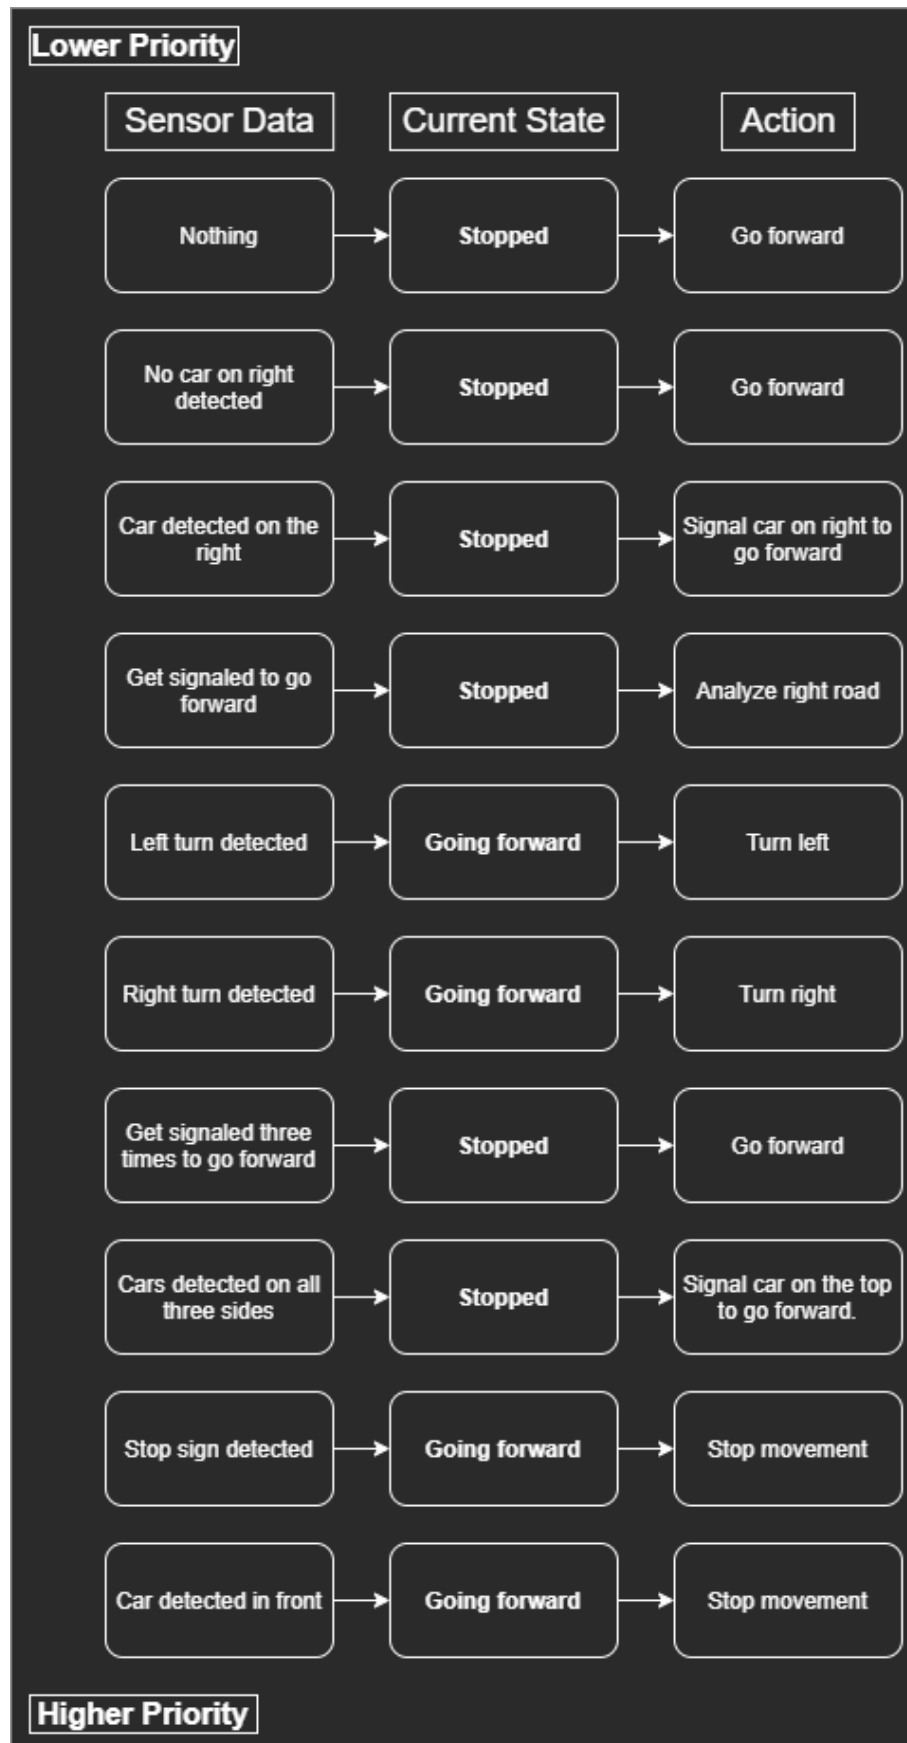 Lower Priority
Sensor Data
Current State
Action
Nothing
Stopped
Go forward
No car on right
detected
Stopped
Go forward
Car detected on the
right
Stopped
Signal car on right to
go forward
Get signaled to go
forward
Stopped
Analyze right road
Left turn detected
Going forward
Turn left
Right turn detected
Going forward
Turn right
Get signaled three
times to go forward
Stopped
Go forward
Cars detected on all
three sides
Stopped
Signal car on the top
to go forward.
Stop sign detected
Going forward
Stop movement
Car detected in front
Going forward
Stop movement
Higher Priority